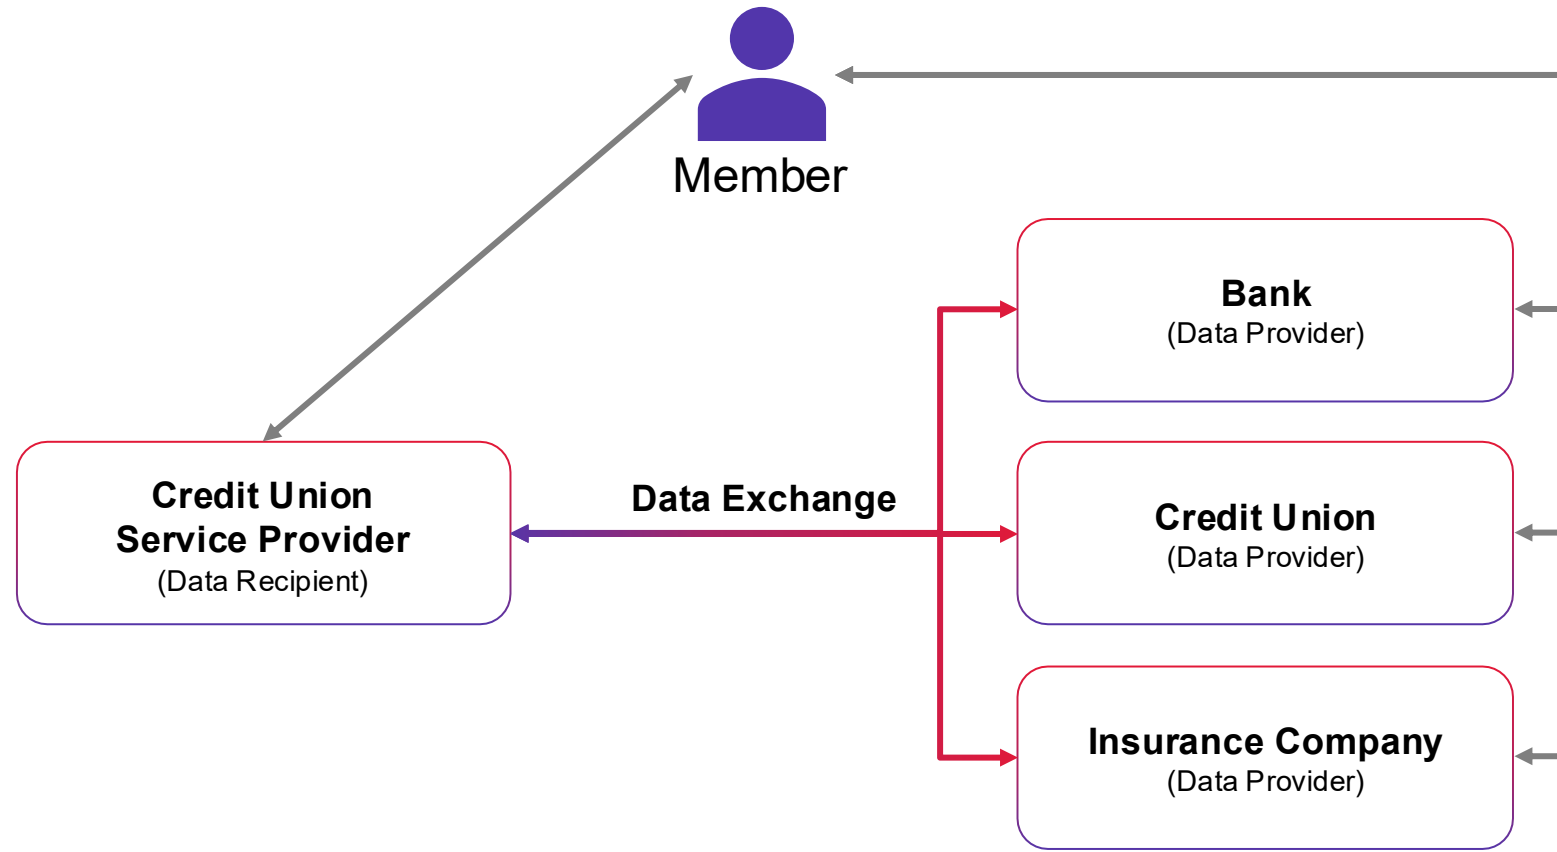 Member
Bank
(Data Provider)
Credit Union
Service Provider
(Data Recipient)
Data Exchange
Credit Union
(Data Provider)
Insurance Company
(Data Provider)